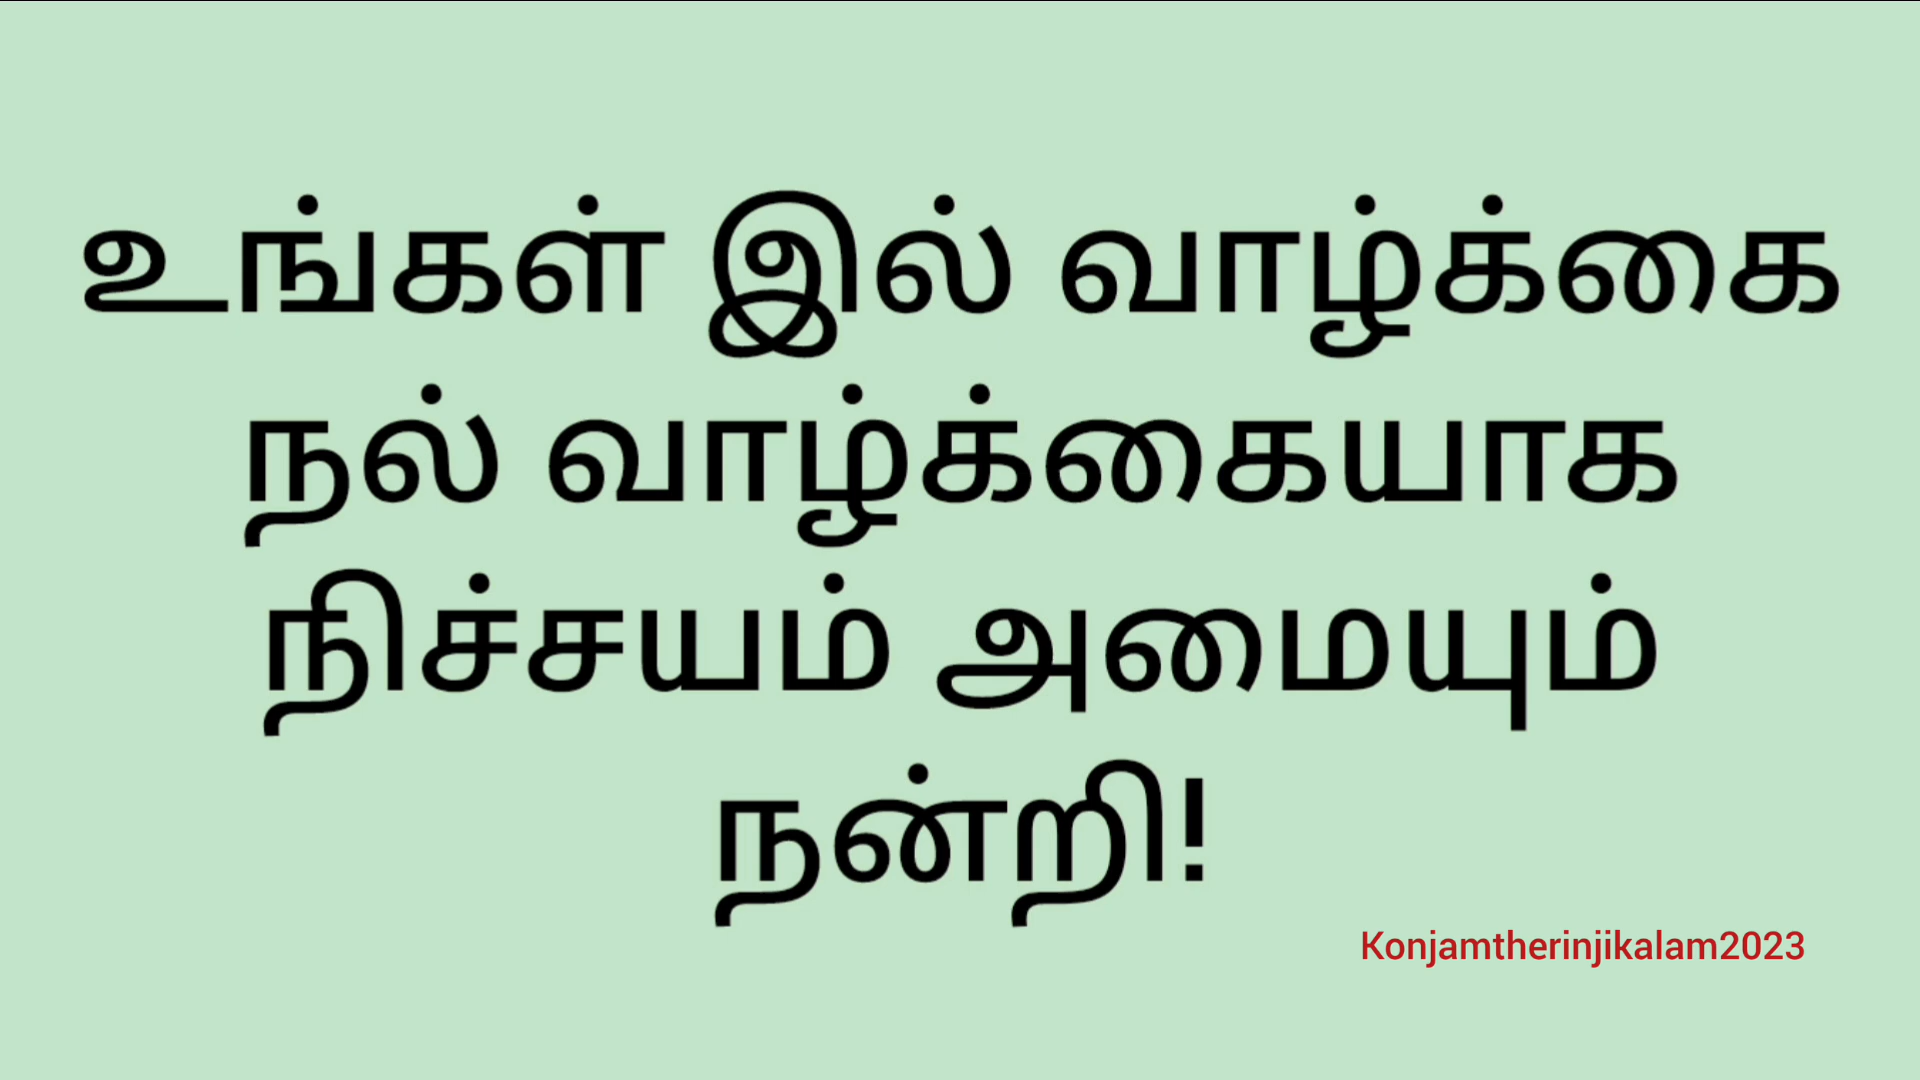 உங்கள் இல் வாழ்க்கை
நல் வாழ்க்கையாக
நிச்சயம் அமையும்
நன்றி!
Konjamtherinjikalam2023